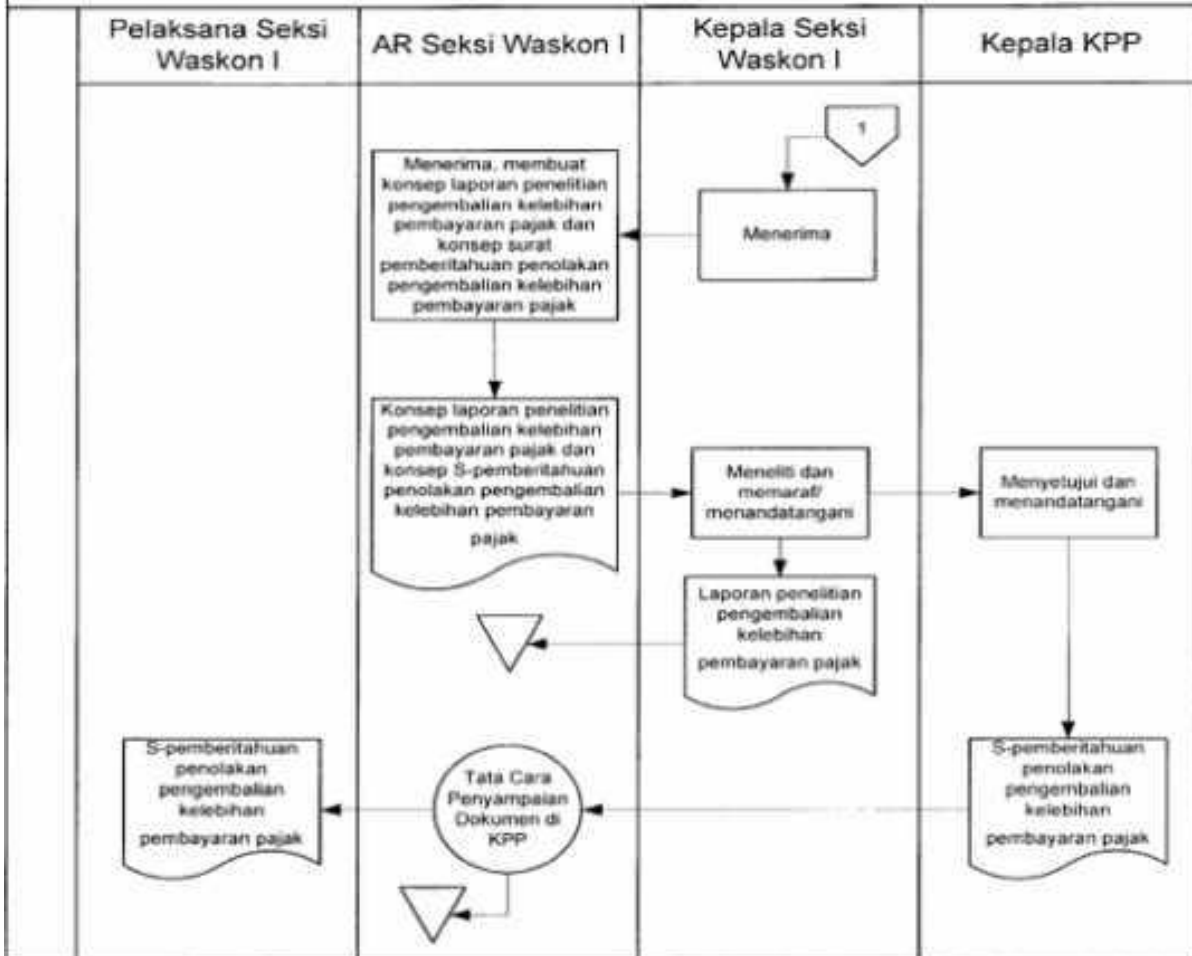 Pelaksana Seksi
Waskon I
AR Seksi Waskon I
Kepala Seksi
Waskon I
Kepala KPP
1
Menerima, membuat
konsep laporan penelitian
pengembalian kelebihan
pembayaran pajak dan
konsep surat
pemberitahuan penolakan
pengembalian kelebihan
pembayaran pajak
Menerima
Konsep laporan penelitian
pengembalian kelebihan
pembayaran pajak dan
konsep S-pemberitahuan
penolakan pengembalian
kelebihan pembayaran
pajak
Meneliti dan
memaraf/
menandatangani
Menyetujui dan
menandatangani
Laporan penelitian
pengembalian
kelebihan
pembayaran pajak
S-pemberitahuan
penolakan
pengembalian
kelebihan
pembayaran pajak
Tata Cara
Penyampaian
Dokumen di
KPP
S-pemberitahuan
penolakan
pengembalian
kelebihan
pembayaran pajak